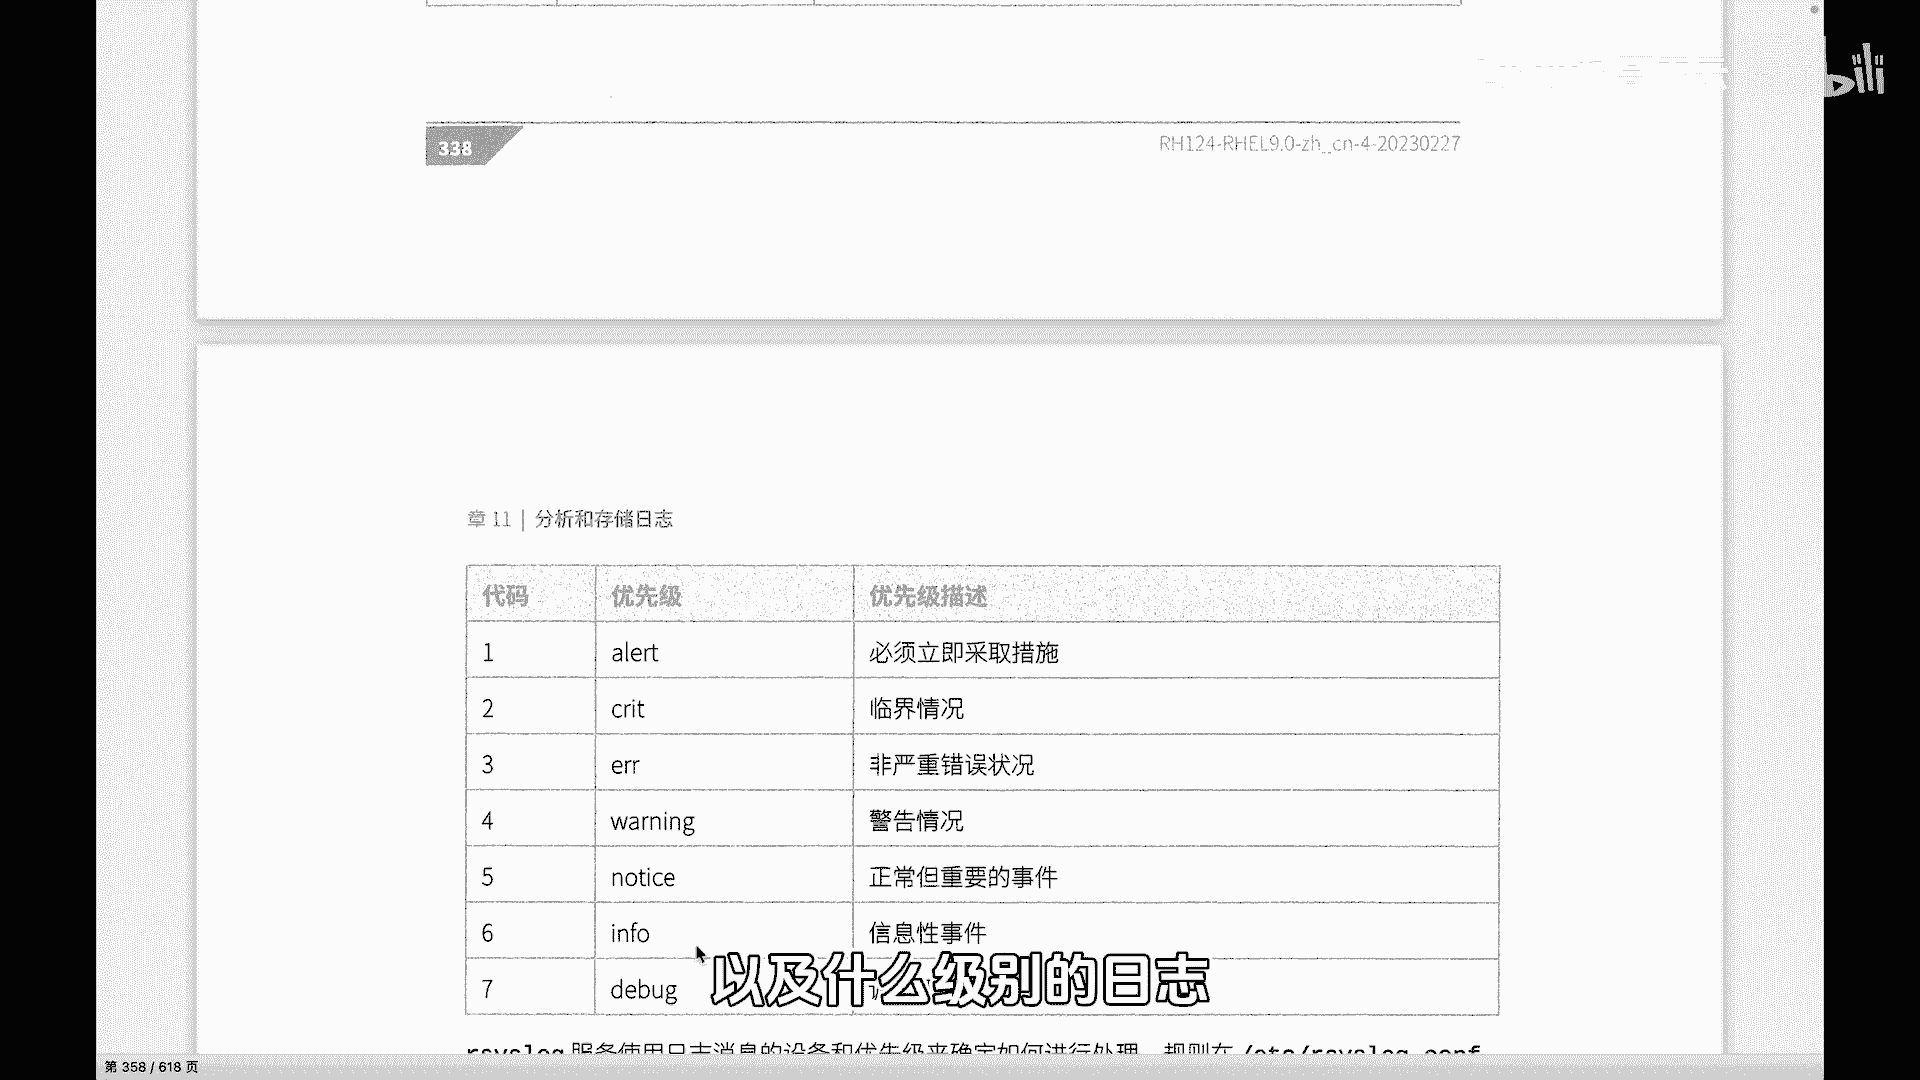 bili
338
RH124-RHEL9.0-zh_cn-4-20230227
章 11 | 分析和存储日志
代码 优先级 优先级描述
1 alert 必须立即采取措施
2 crit 临界情况
3 err 非严重错误状况
4 warning 警告情况
5 notice 正常但重要的事件
6 info 信息性事件
7 debug
以及什么级别的日志
rsyslog 服务使用日志消息的设备和优先级来确定如何进行处理。规则在 /etc/rsyslog.conf
第 358 / 618 页